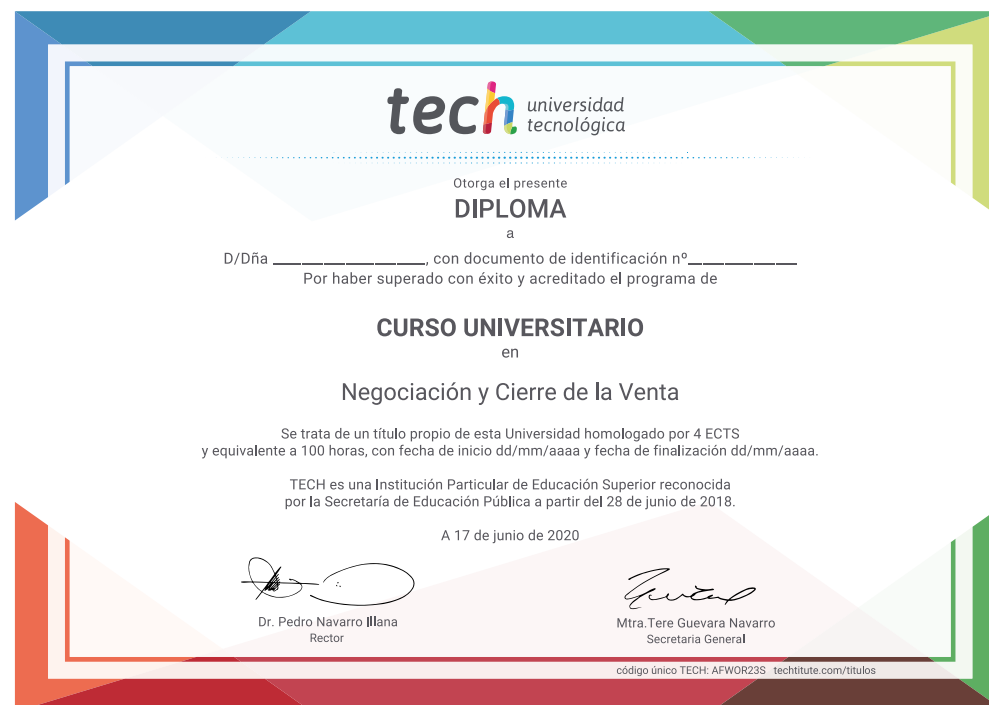 tech universidad
tecnológica
Otorga el presente
DIPLOMA
a
D/Dña __________________, con documento de identificación nº_____________
Por haber superado con éxito y acreditado el programa de
CURSO UNIVERSITARIO
en
Negociación y Cierre de la Venta
Se trata de un título propio de esta Universidad homologado por 4 ECTS
y equivalente a 100 horas, con fecha de inicio dd/mm/aaaa y fecha de finalización dd/mm/aaaa.
TECH es una Institución Particular de Educación Superior reconocida
por la Secretaría de Educación Pública a partir del 28 de junio de 2018.
A 17 de junio de 2020
Dr. Pedro Navarro Illana
Rector
Mtra.Tere Guevara Navarro
Secretaria General
código único TECH: AFWOR23S techtitute.com/titulos